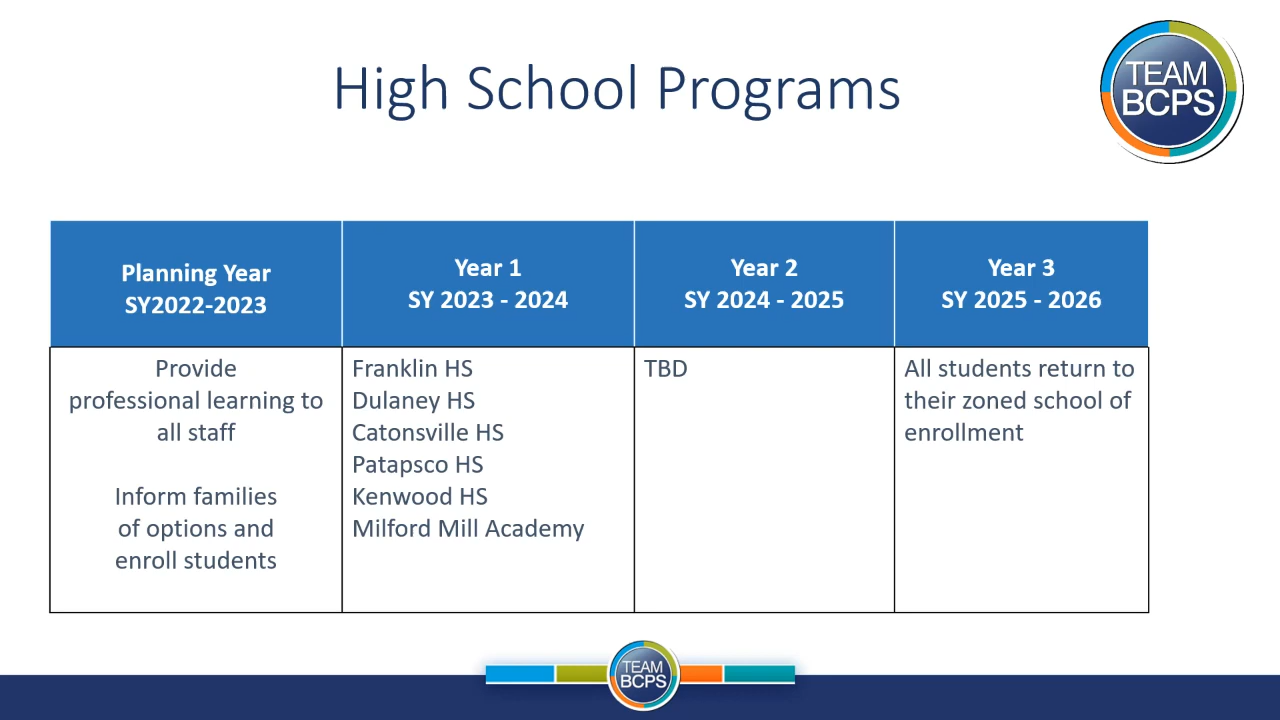 High School Programs
TEAM
BCPS
Planning Year
SY2022-2023
Year 1
SY 2023 - 2024
Year 2
SY 2024 - 2025
Year 3
SY 2025 - 2026
Provide
professional learning to
all staff
Inform families
of options and
enroll students
Franklin HS
Dulaney HS
Catonsville HS
Patapsco HS
Kenwood HS
Milford Mill Academy
TBD
All students return to
their zoned school of
enrollment
TEAM
BCPS